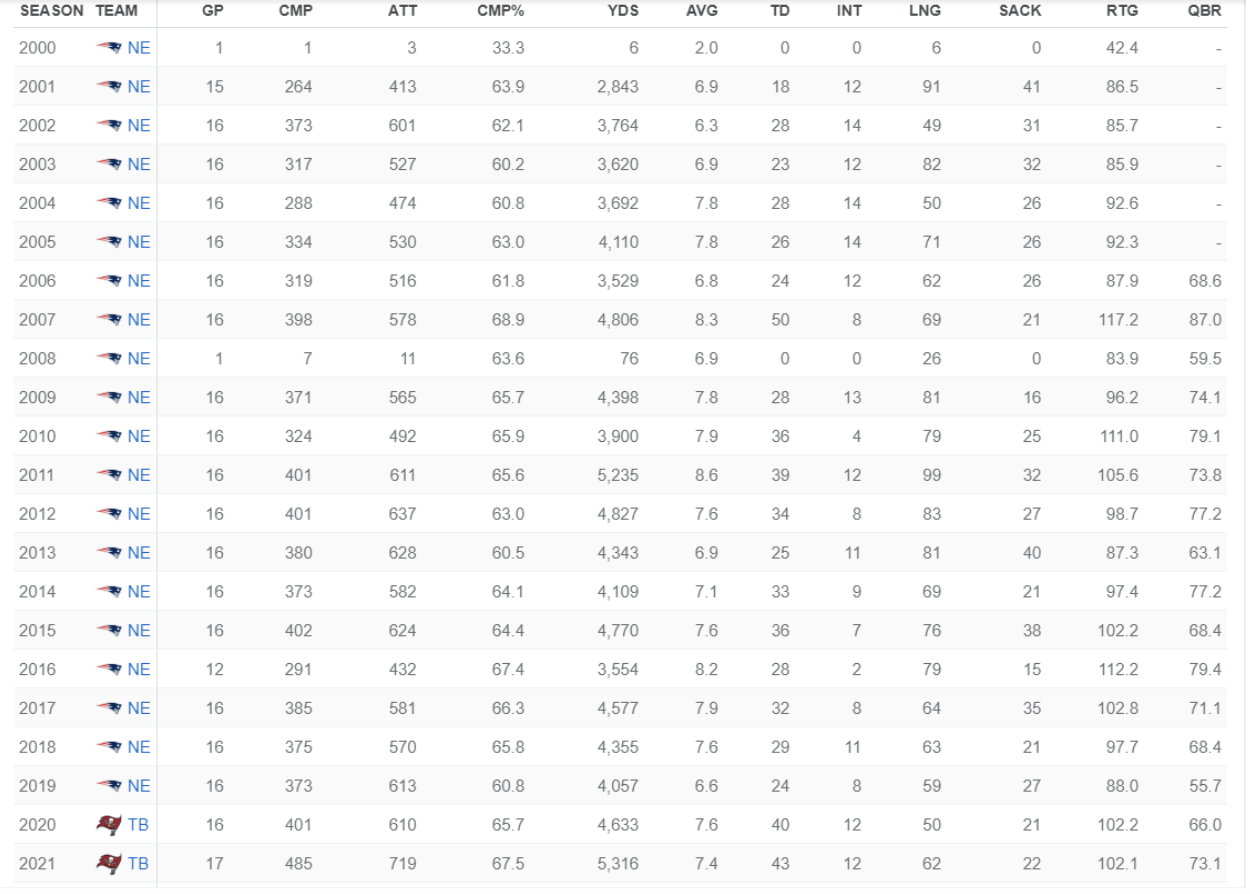 SEASON TEAM GP CMP ATT CMP% YDS AVG TD INT LNG SACK RTG QBR
2000 NE 1 1 3 33.3 6 2.0 0 0 6 0 42.4 -
2001 NE 15 264 413 63.9 2,843 6.9 18 12 91 41 86.5 -
2002 NE 16 373 601 62.1 3,764 6.3 28 14 49 31 85.7 -
2003 NE 16 317 527 60.2 3,620 6.9 23 12 82 32 85.9 -
2004 NE 16 288 474 60.8 3,692 7.8 28 14 50 26 92.6 -
2005 NE 16 334 530 63.0 4,110 7.8 26 14 71 26 92.3 -
2006 NE 16 319 516 61.8 3,529 6.8 24 12 62 26 87.9 68.6
2007 NE 16 398 578 68.9 4,806 8.3 50 8 69 21 117.2 87.0
2008 NE 1 7 11 63.6 76 6.9 0 0 26 0 83.9 59.5
2009 NE 16 371 565 65.7 4,398 7.8 28 13 81 16 96.2 74.1
2010 NE 16 324 492 65.9 3,900 7.9 36 4 79 25 111.0 79.1
2011 NE 16 401 611 65.6 5,235 8.6 39 12 99 32 105.6 73.8
2012 NE 16 401 637 63.0 4,827 7.6 34 8 83 27 98.7 77.2
2013 NE 16 380 628 60.5 4,343 6.9 25 11 81 40 87.3 63.1
2014 NE 16 373 582 64.1 4,109 7.1 33 9 69 21 97.4 77.2
2015 NE 16 402 624 64.4 4,770 7.6 36 7 76 38 102.2 68.4
2016 NE 12 291 432 67.4 3,554 8.2 28 2 79 15 112.2 79.4
2017 NE 16 385 581 66.3 4,577 7.9 32 8 64 35 102.8 71.1
2018 NE 16 375 570 65.8 4,355 7.6 29 11 63 21 97.7 68.4
2019 NE 16 373 613 60.8 4,057 6.6 24 8 59 27 88.0 55.7
2020 TB 16 401 610 65.7 4,633 7.6 40 12 50 21 102.2 66.0
2021 TB 17 485 719 67.5 5,316 7.4 43 12 62 22 102.1 73.1